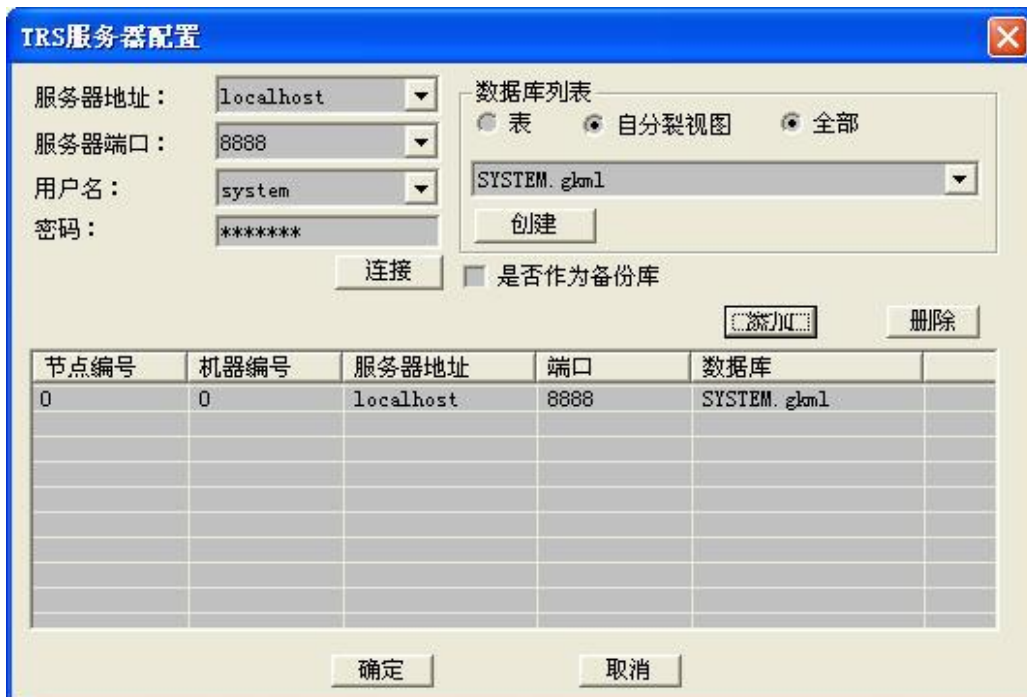 TRS服务器配置
服务器地址： localhost
服务器端口： 8888
用户名： system
密码： *******
连接
数据库列表
表 自分裂视图 全部
SYSTEM.gkml
创建
是否作为备份库
添加 删除
节点编号 机器编号 服务器地址 端口 数据库
0 0 localhost 8888 SYSTEM.gkml
确定 取消